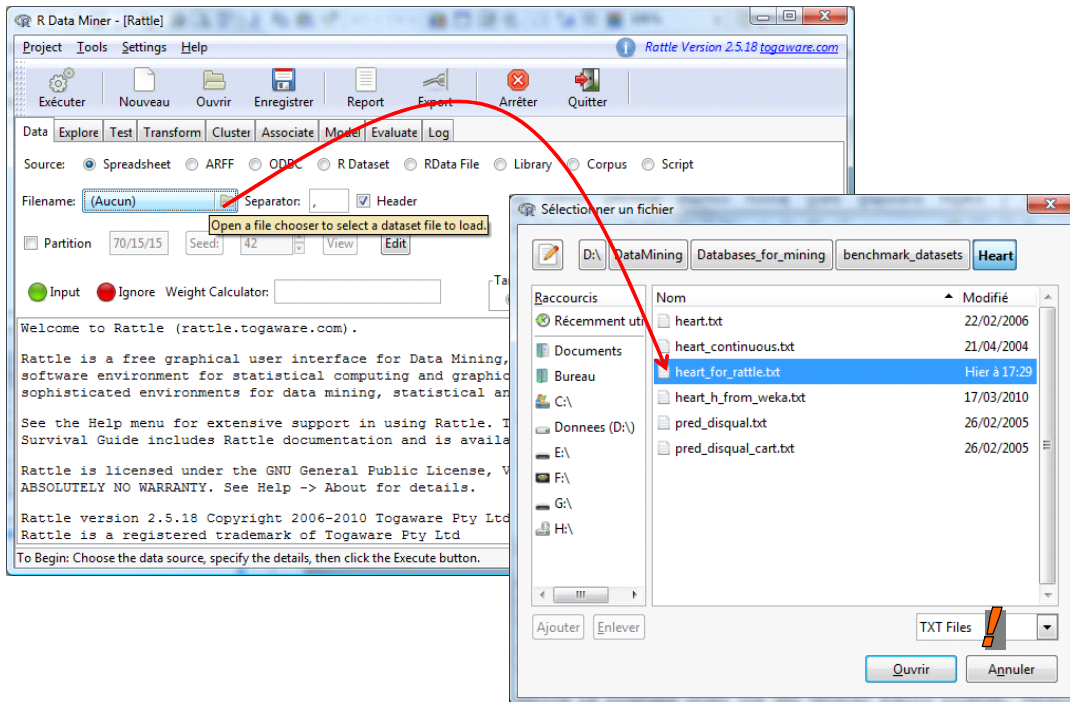 R Data Miner - [Rattle]
Project Tools Settings Help
Rattle Version 2.5.18 togaware.com
Exécuter Nouveau Ouvrir Enregistrer Report Export Arrêter Quitter
Data Explore Test Transform Cluster Associate Model Evaluate Log
Source: Spreadsheet ARFF ODBC R Dataset RData File Library Corpus Script
Filename: (Aucun) Separator: , Header
Open a file chooser to select a dataset file to load.
Partition 70/15/15 Seed: 42 View Edit
Input Ignore Weight Calculator:
Welcome to Rattle (rattle.togaware.com).
Rattle is a free graphical user interface for Data Mining,
software environment for statistical computing and graphic
sophisticated environments for data mining, statistical an
See the Help menu for extensive support in using Rattle. T
Survival Guide includes Rattle documentation and is availa
Rattle is licensed under the GNU General Public License, V
ABSOLUTELY NO WARRANTY. See Help -> About for details.
Rattle version 2.5.18 Copyright 2006-2010 Togaware Pty Ltd
Rattle is a registered trademark of Togaware Pty Ltd
To Begin: Choose the data source, specify the details, then click the Execute button.
Sélectionner un fichier
D:\ DataMining Databases_for_mining benchmark_datasets Heart
Raccourcis
Récemment uti
Documents
Bureau
C:\
Donnees (D:\)
E:\
F:\
G:\
H:\
Nom Modifié
heart.txt 22/02/2006
heart_continuous.txt 21/04/2004
heart_for_rattle.txt Hier à 17:29
heart_h_from_weka.txt 17/03/2010
pred_disqual.txt 26/02/2005
pred_disqual_cart.txt 26/02/2005
Ajouter Enlever
TXT Files
!
Ouvrir Annuler